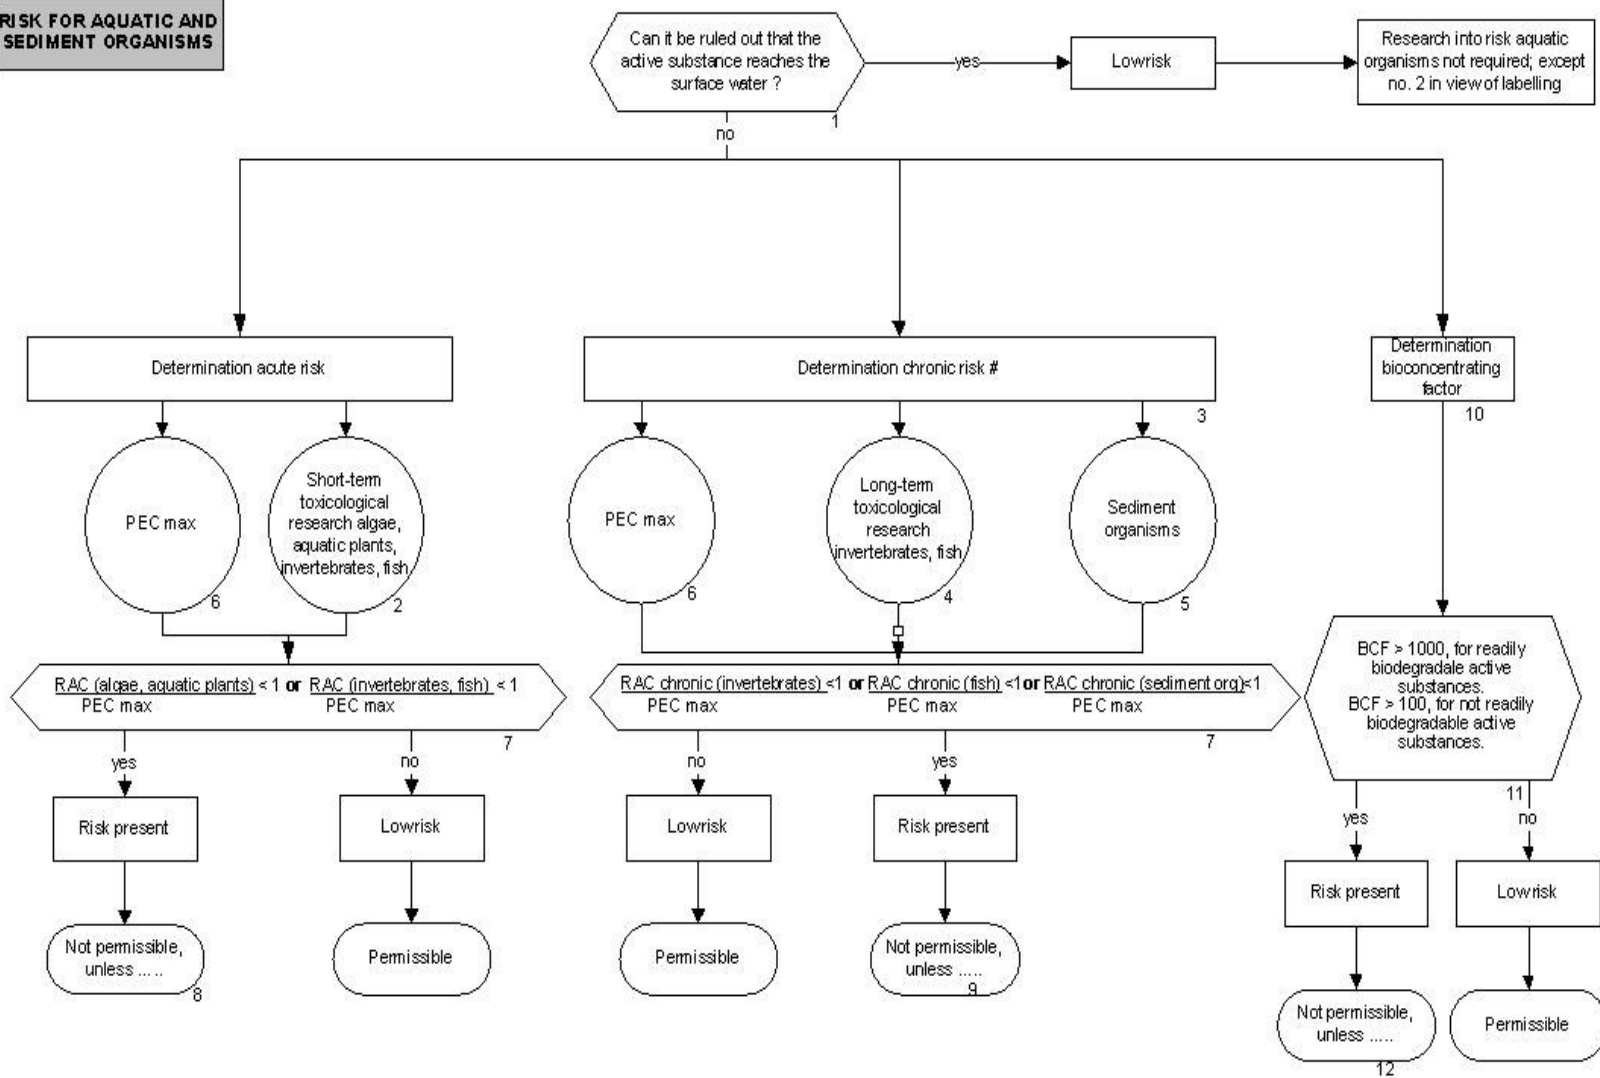 RISK FOR AQUATIC AND
SEDIMENT ORGANISMS
Can it be ruled out that the
active substance reaches the
surface water ?
1
yes
Lowrisk
Research into risk aquatic
organisms not required; except
no. 2 in view of labelling
no
Determination acute risk
Determination chronic risk #
3
Determination
bioconcentrating
factor
10
PEC max
6
Short-term
toxicological
research algae,
aquatic plants,
invertebrates, fish
2
PEC max
6
Long-term
toxicological
research
invertebrates, fish
4
Sediment
organisms
5
RAC (algae, aquatic plants) < 1 or RAC (invertebrates, fish) < 1
PEC max PEC max
7
RAC chronic (invertebrates) <1 or RAC chronic (fish) <1 or RAC chronic (sediment org)<1
PEC max PEC max PEC max
7
BCF > 1000, for readily
biodegradale active
substances.
BCF > 100, for not readily
biodegradable active
substances.
11
yes
no
no
yes
yes
no
Risk present
Lowrisk
Lowrisk
Risk present
Risk present
Lowrisk
Not permissible,
unless .....
8
Permissible
Permissible
Not permissible,
unless .....
9
Not permissible,
unless .....
12
Permissible